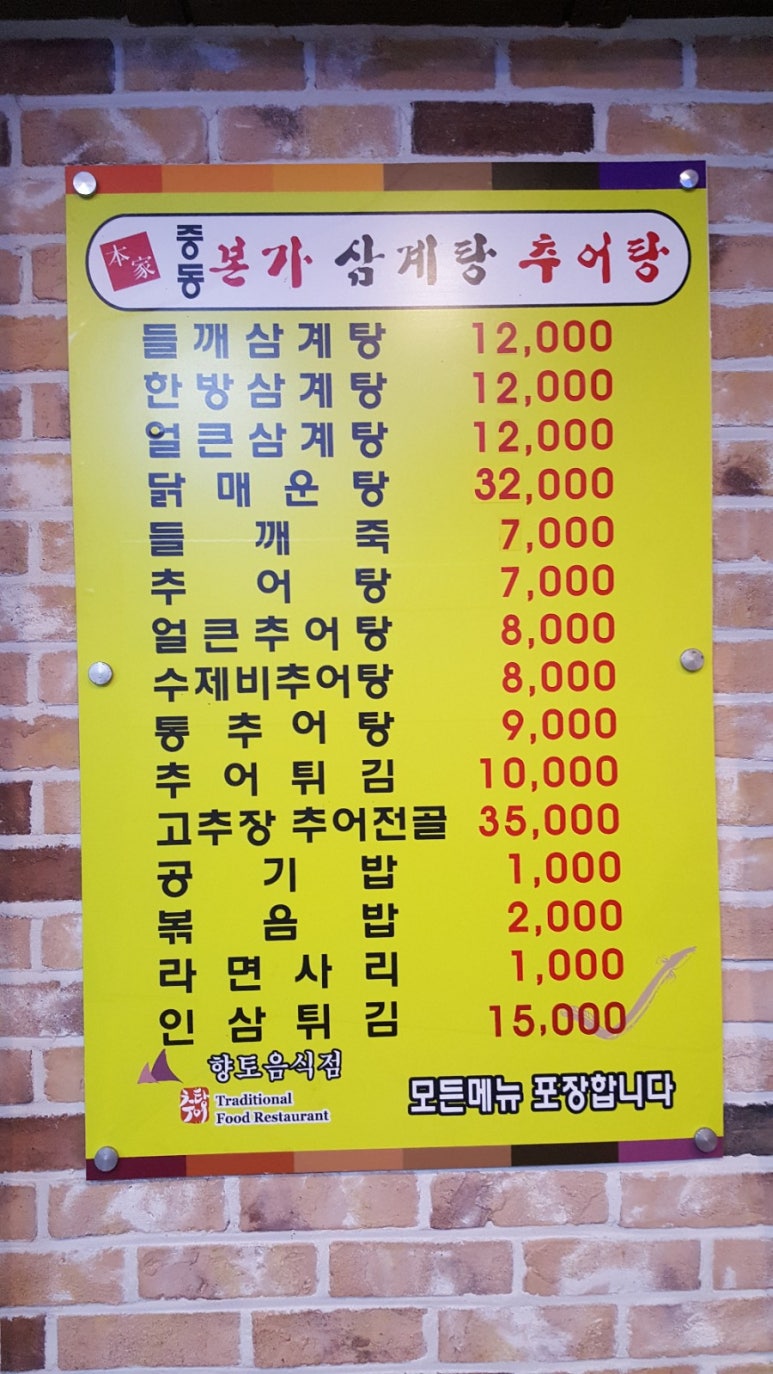 本家 중동 본가 삼계탕 추어탕
들깨삼계탕 12,000
한방삼계탕 12,000
얼큰삼계탕 12,000
닭매운탕 32,000
들깨죽 7,000
추어탕 7,000
얼큰추어탕 8,000
수제비추어탕 8,000
통추어탕 9,000
추어튀김 10,000
고추장 추어전골 35,000
공기밥 1,000
볶음밥 2,000
라면사리 1,000
인삼튀김 15,000
향토음식점
추어탕 Traditional
Food Restaurant
모든메뉴 포장합니다